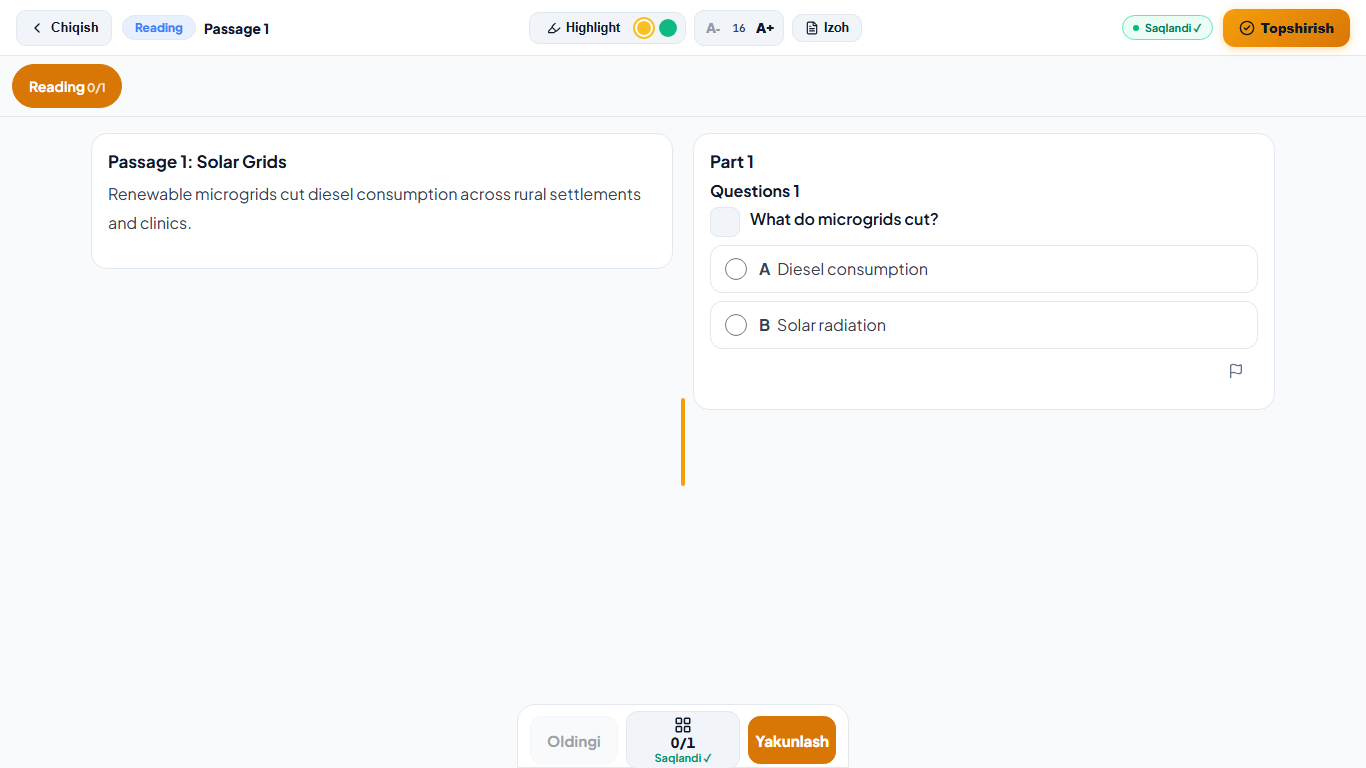 Chiqish
Reading
Passage 1
Highlight
A-
16
A+
Izoh
Saqlandi ✓
Topshirish
Reading 0/1
Passage 1: Solar Grids
Renewable microgrids cut diesel consumption across rural settlements
and clinics.
Part 1
Questions 1
What do microgrids cut?
A Diesel consumption
B Solar radiation
Oldingi
0/1
Saqlandi ✓
Yakunlash